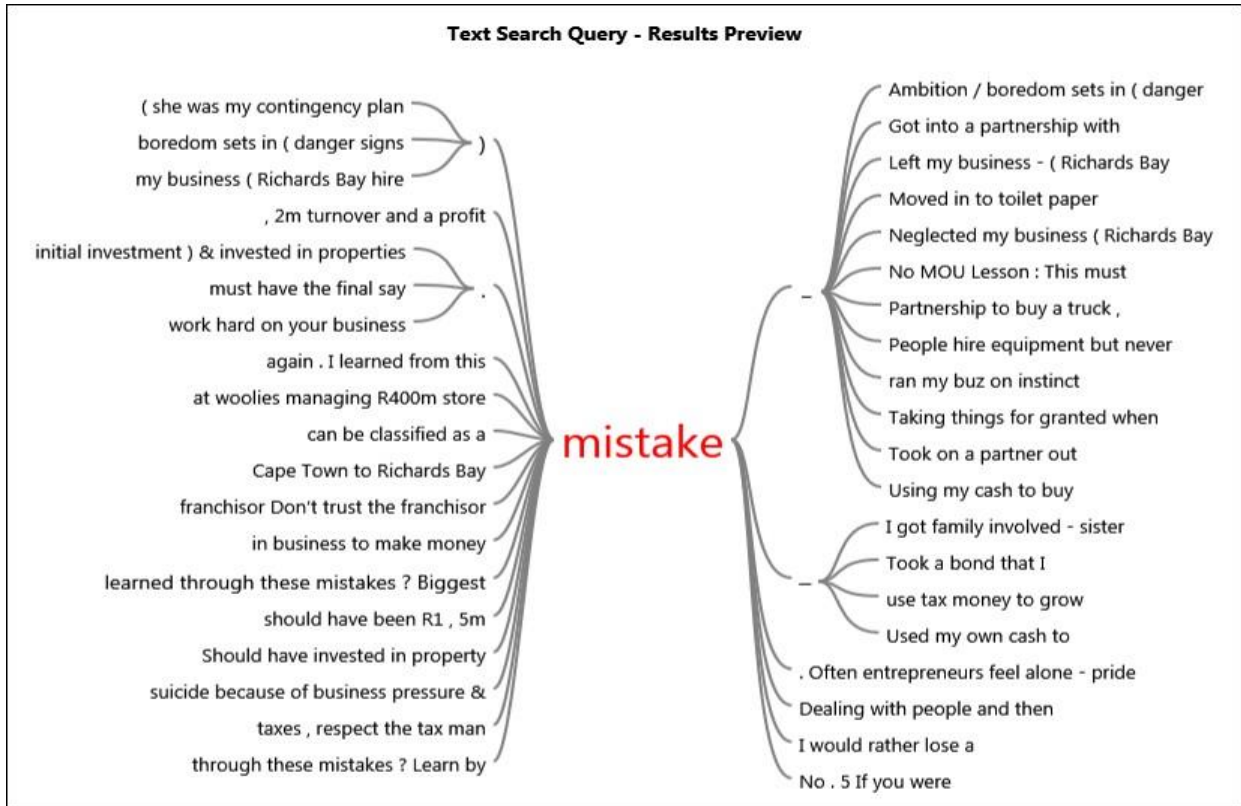 Text Search Query - Results Preview
( she was my contingency plan
boredom sets in ( danger signs
my business ( Richards Bay hire
)
, 2m turnover and a profit
initial investment ) & invested in properties
must have the final say
work hard on your business
.
again . I learned from this
at woolies managing R400m store
can be classified as a
Cape Town to Richards Bay
franchisor Don't trust the franchisor
in business to make money
learned through these mistakes ? Biggest
should have been R1 , 5m
Should have invested in property
suicide because of business pressure &
taxes , respect the tax man
through these mistakes ? Learn by
mistake
–
Ambition / boredom sets in ( danger
Got into a partnership with
Left my business - ( Richards Bay
Moved in to toilet paper
Neglected my business ( Richards Bay
No MOU Lesson : This must
Partnership to buy a truck ,
People hire equipment but never
ran my buz on instinct
Taking things for granted when
Took on a partner out
Using my cash to buy
–
I got family involved - sister
Took a bond that I
use tax money to grow
Used my own cash to
. Often entrepreneurs feel alone - pride
Dealing with people and then
I would rather lose a
No . 5 If you were